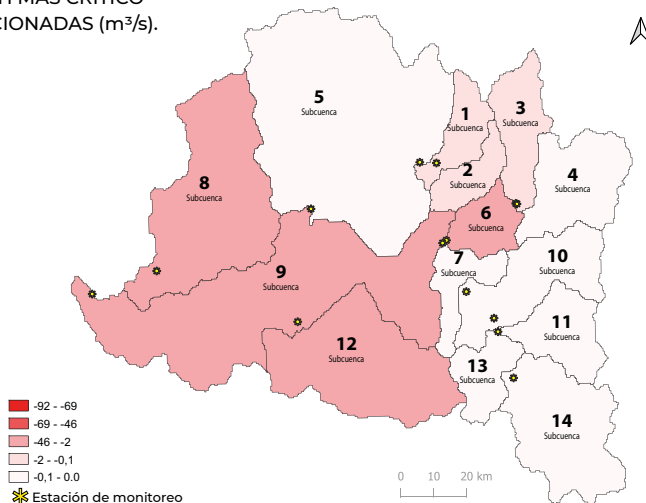 MÁS CRÍTICO
CIONADAS (m³/s).
5
Subcuenca
1
Subcuenca
3
Subcuenca
2
Subcuenca
4
Subcuenca
8
Subcuenca
6
Subcuenca
7
Subcuenca
10
Subcuenca
9
Subcuenca
11
Subcuenca
12
Subcuenca
13
Subcuenca
14
Subcuenca
-92 - -69
-69 - -46
-46 - -2
-2 - -0,1
-0,1 - 0.0
Estación de monitoreo
0 10 20 km